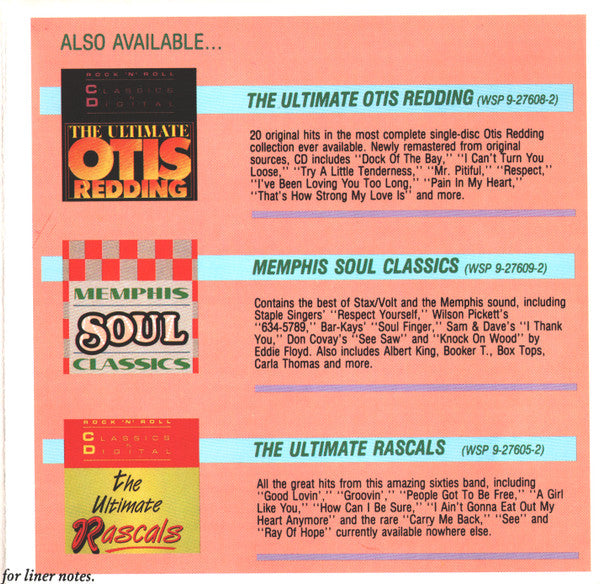 ALSO AVAILABLE...
ROCK 'N' ROLL
CLASSICS
IN
DIGITAL
THE ULTIMATE
OTIS
REDDING
THE ULTIMATE OTIS REDDING (WSP 9-27608-2)
20 original hits in the most complete single-disc Otis Redding
collection ever available. Newly remastered from original
sources, CD includes "Dock Of The Bay," "I Can't Turn You
Loose," "Try A Little Tenderness," "Mr. Pitiful," "Respect,"
"I've Been Loving You Too Long," "Pain In My Heart,"
"That's How Strong My Love Is" and more.
MEMPHIS
SOUL
CLASSICS
MEMPHIS SOUL CLASSICS (WSP 9-27609-2)
Contains the best of Stax/Volt and the Memphis sound, including
Staple Singers' "Respect Yourself," Wilson Pickett's
"634-5789," Bar-Kays' "Soul Finger," Sam & Dave's "I Thank
You," Don Covay's "See Saw" and "Knock On Wood" by
Eddie Floyd. Also includes Albert King, Booker T., Box Tops,
Carla Thomas and more.
ROCK 'N' ROLL
CLASSICS
IN
DIGITAL
the
Ultimate
Rascals
THE ULTIMATE RASCALS (WSP 9-27605-2)
All the great hits from this amazing sixties band, including
"Good Lovin'," "Groovin'," "People Got To Be Free," "A Girl
Like You," "How Can I Be Sure," "I Ain't Gonna Eat Out My
Heart Anymore" and the rare "Carry Me Back," "See" and
"Ray Of Hope" currently available nowhere else.
for liner notes.